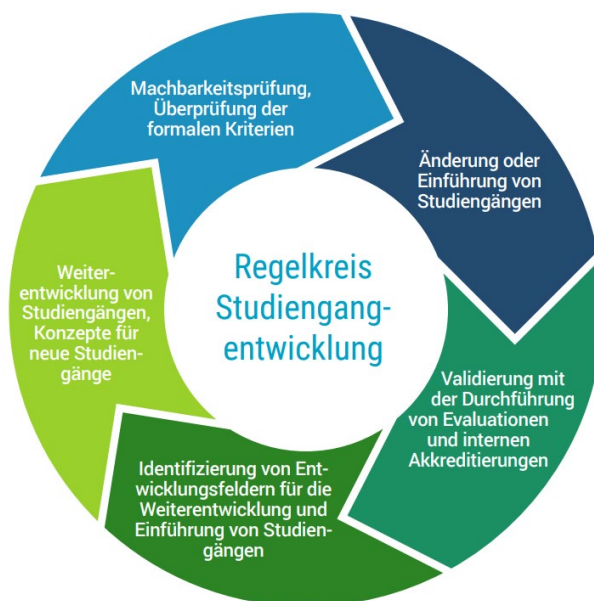 Machbarkeitsprüfung,
Überprüfung der
formalen Kriterien
Änderung oder
Einführung von
Studiengängen
Regelkreis
Studiengang-
entwicklung
Weiter-
entwicklung von
Studiengängen,
Konzepte für
neue Studien-
gänge
Validierung mit
der Durchführung
von Evaluationen
und internen
Akkreditierungen
Identifizierung von Ent-
wicklungsfeldern für die
Weiterentwicklung und
Einführung von Studien-
gängen